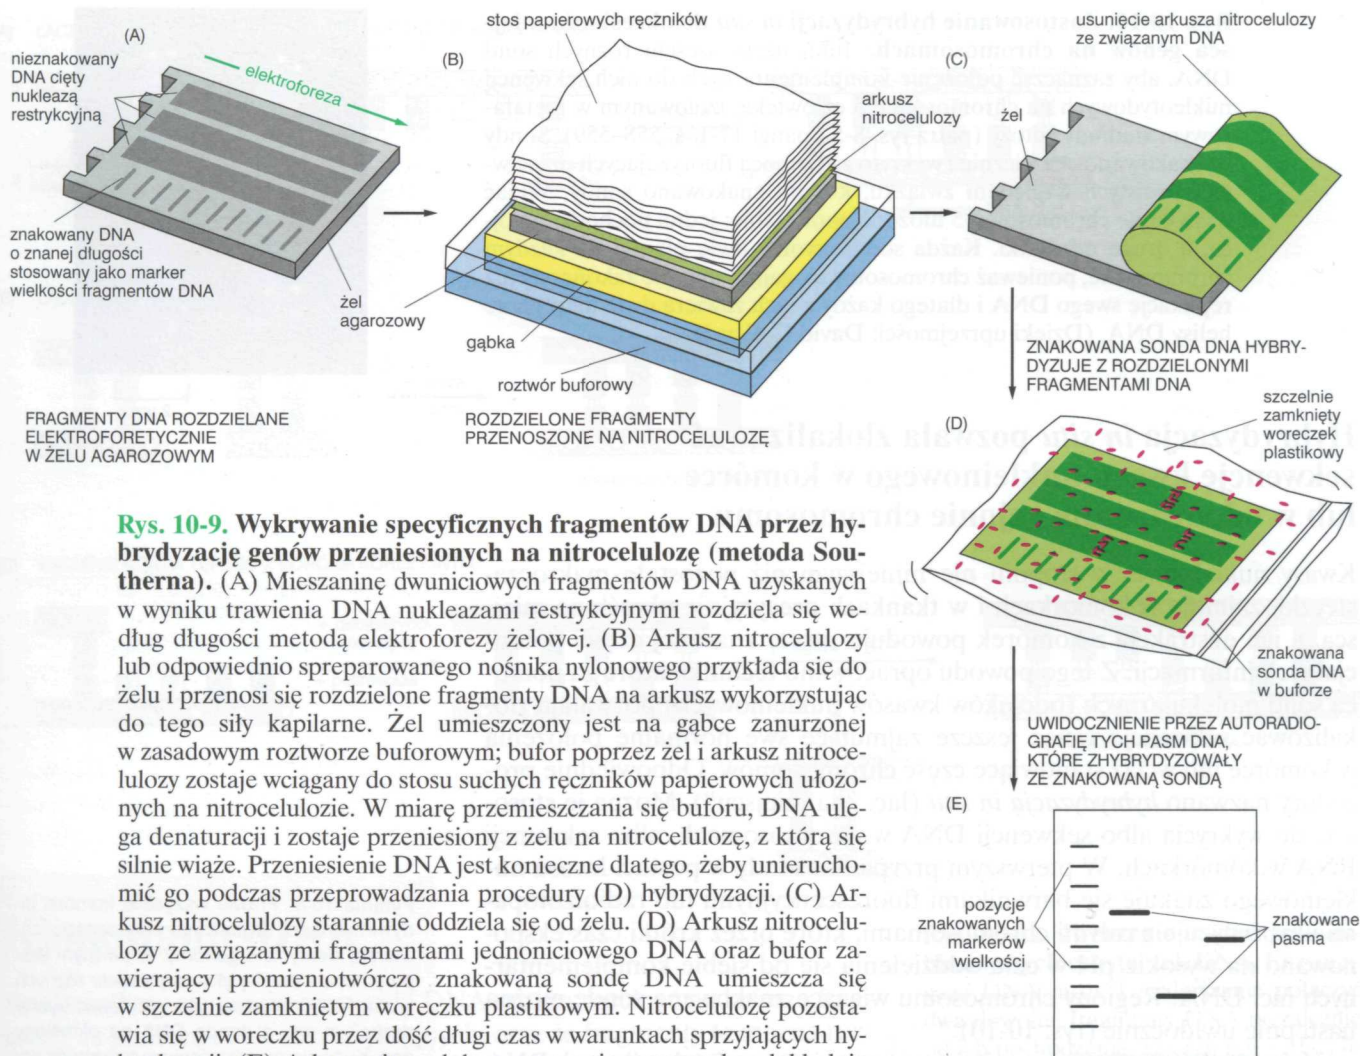 (A)
nieznakowany
DNA cięty
nukleazą
restrykcyjną
elektroforeza
znakowany DNA
o znanej długości
stosowany jako marker
wielkości fragmentów DNA
żel
agarozowy
FRAGMENTY DNA ROZDZIELANE
ELEKTROFORETYCZNIE
W ŻELU AGAROZOWYM
stos papierowych ręczników
(B)
arkusz
nitrocelulozy
gąbka
roztwór buforowy
ROZDZIELONE FRAGMENTY
PRZENOSZONE NA NITROCELULOZĘ
usunięcie arkusza nitrocelulozy
ze związanym DNA
(C)
żel
ZNAKOWANA SONDA DNA HYBRY-
DYZUJE Z ROZDZIELONYMI
FRAGMENTAMI DNA
(D)
szczelnie
zamknięty
woreczek
plastikowy
znakowana
sonda DNA
w buforze
UWIDOCZNIENIE PRZEZ AUTORADIO-
GRAFIĘ TYCH PASM DNA,
KTÓRE ZHYBRYDYZOWAŁY
ZE ZNAKOWANĄ SONDĄ
(E)
pozycje
znakowanych
markerów
wielkości
znakowane
pasma
Rys. 10-9. Wykrywanie specyficznych fragmentów DNA przez hy-
brydyzację genów przeniesionych na nitrocelulozę (metoda Sou-
therna). (A) Mieszaninę dwuniciowych fragmentów DNA uzyskanych
w wyniku trawienia DNA nukleazami restrykcyjnymi rozdziela się we-
dług długości metodą elektroforezy żelowej. (B) Arkusz nitrocelulozy
lub odpowiednio spreparowanego nośnika nylonowego przykłada się do
żelu i przenosi się rozdzielone fragmenty DNA na arkusz wykorzystując
do tego siły kapilarne. Żel umieszczony jest na gąbce zanurzonej
w zasadowym roztworze buforowym; bufor poprzez żel i arkusz nitroce-
lulozy zostaje wciągany do stosu suchych ręczników papierowych ułożo-
nych na nitrocelulozie. W miarę przemieszczania się buforu, DNA ule-
ga denaturacji i zostaje przeniesiony z żelu na nitrocelulozę, z którą się
silnie wiąże. Przeniesienie DNA jest konieczne dlatego, żeby unierucho-
mić go podczas przeprowadzania procedury (D) hybrydyzacji. (C) Ar-
kusz nitrocelulozy starannie oddziela się od żelu. (D) Arkusz nitrocelu-
lozy ze związanymi fragmentami jednoniciowego DNA oraz bufor za-
wierający promieniotwórczo znakowaną sondę DNA umieszcza się
w szczelnie zamkniętym woreczku plastikowym. Nitrocelulozę pozosta-
wia się w woreczku przez dość długi czas w warunkach sprzyjających hy-